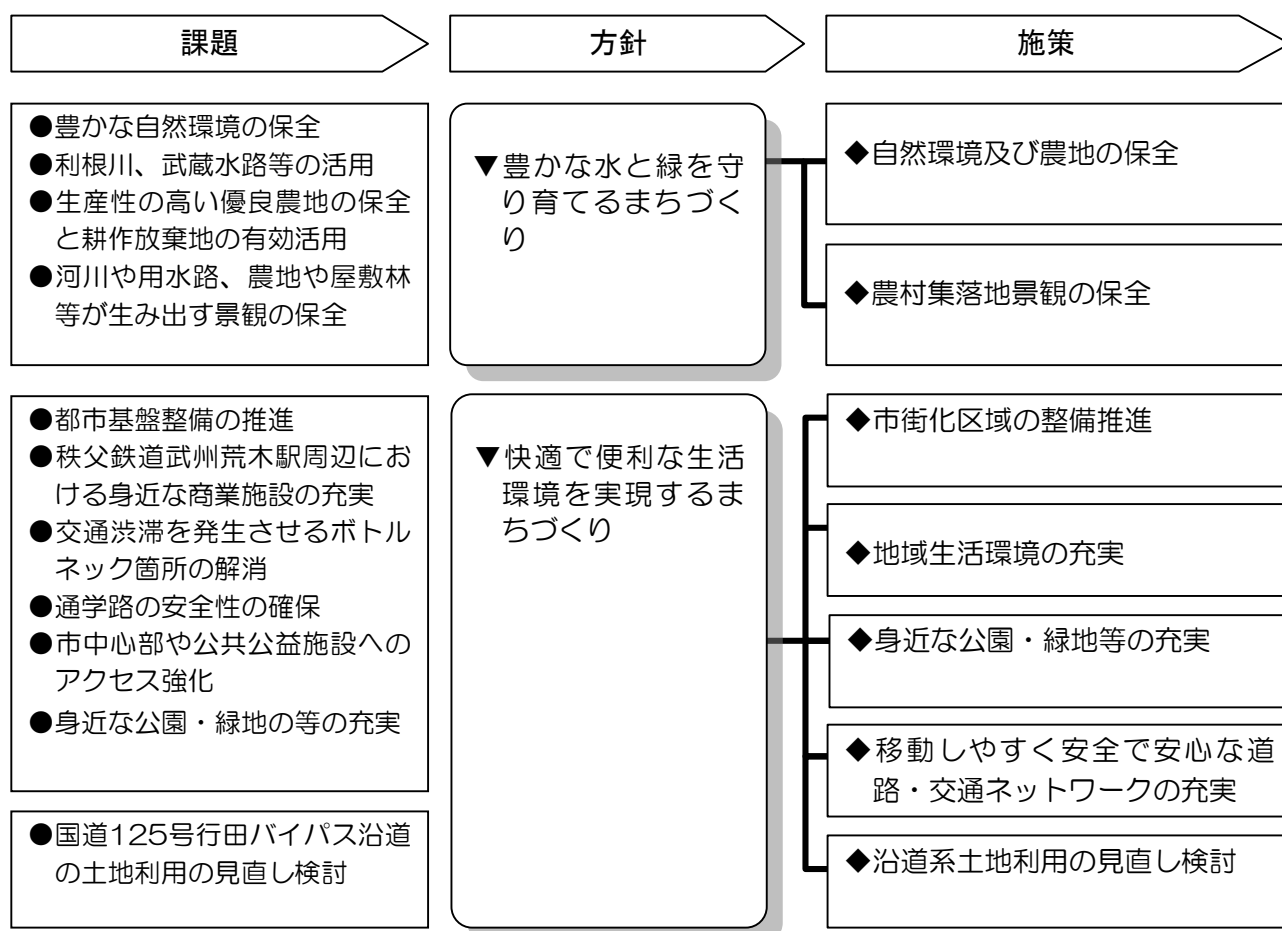 課題
方針
施策
●豊かな自然環境の保全
●利根川、武蔵水路等の活用
●生産性の高い優良農地の保全
と耕作放棄地の有効活用
●河川や用水路、農地や屋敷林
等が生み出す景観の保全
▼豊かな水と緑を守
り育てるまちづく
り
◆自然環境及び農地の保全
◆農村集落地景観の保全
●都市基盤整備の推進
●秩父鉄道武州荒木駅周辺にお
ける身近な商業施設の充実
●交通渋滞を発生させるボトル
ネック箇所の解消
●通学路の安全性の確保
●市中心部や公共公益施設への
アクセス強化
●身近な公園・緑地の等の充実
●国道125号行田バイパス沿道
の土地利用の見直し検討
▼快適で便利な生活
環境を実現するま
ちづくり
◆市街化区域の整備推進
◆地域生活環境の充実
◆身近な公園・緑地等の充実
◆移動しやすく安全で安心な道
路・交通ネットワークの充実
◆沿道系土地利用の見直し検討